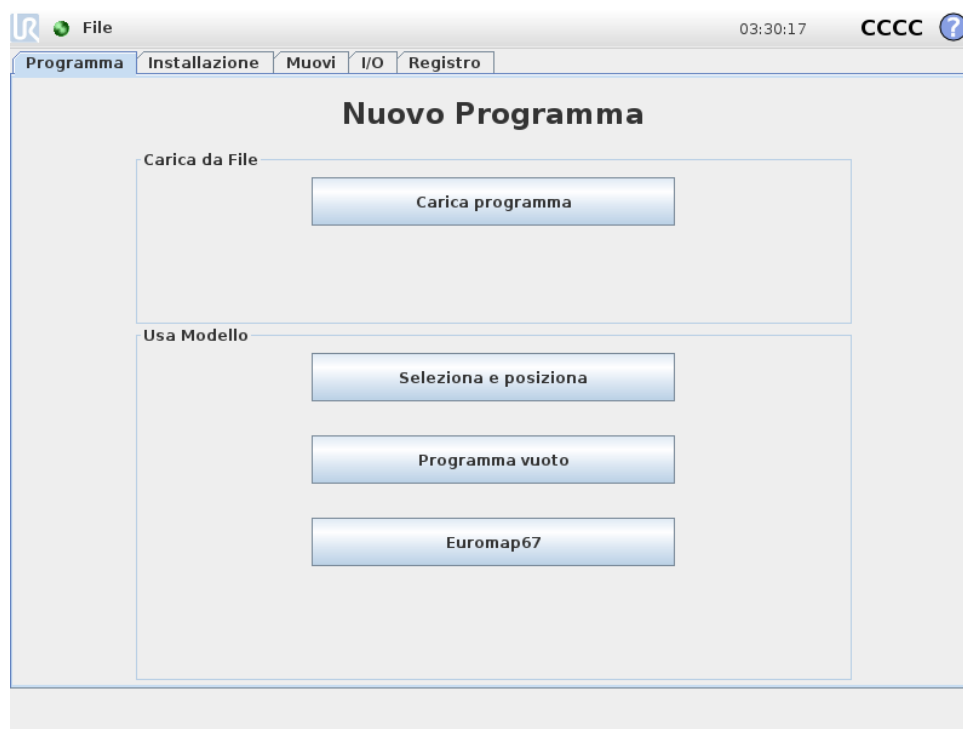 UR File 03:30:17 CCCC ?
Programma Installazione Muovi I/O Registro
Nuovo Programma
Carica da File
Carica programma
Usa Modello
Seleziona e posiziona
Programma vuoto
Euromap67